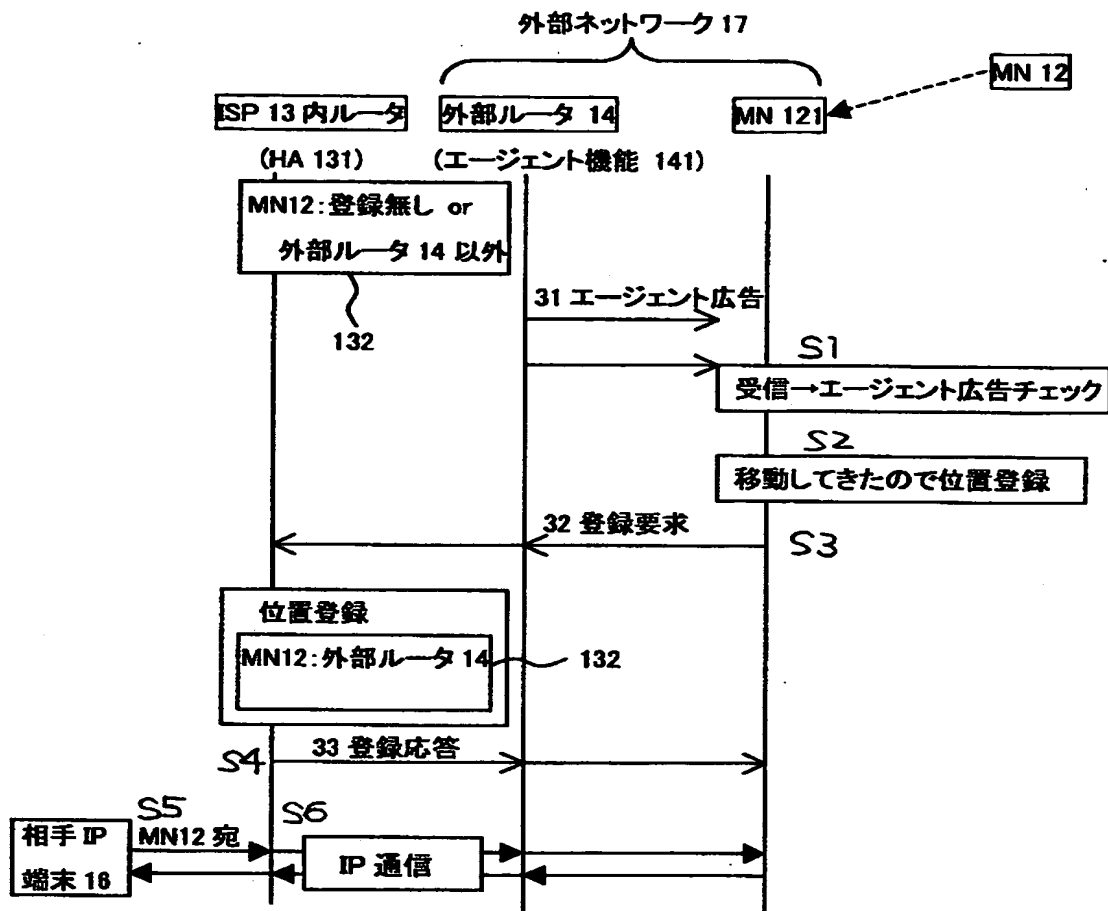 外部ネットワーク 17
MN 12
ISP 13 内ルータ
外部ルータ 14
MN 121
(HA 131)
(エージェント機能 141)
MN12:登録無し or
外部ルータ 14 以外
132
31 エージェント広告
S1
受信→エージェント広告チェック
S2
移動してきたので位置登録
32 登録要求
S3
位置登録
MN12:外部ルータ 14
132
33 登録応答
S4
S5
S6
相手 IP
端末 16
MN12 宛
IP 通信